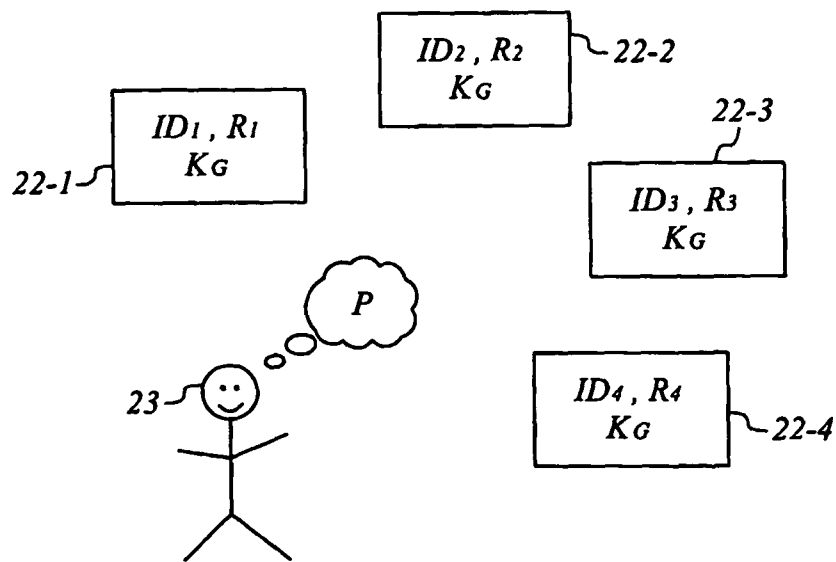 ID2 , R2
KG
22-2
ID1 , R1
KG
22-1
22-3
ID3 , R3
KG
P
23
ID4 , R4
KG
22-4